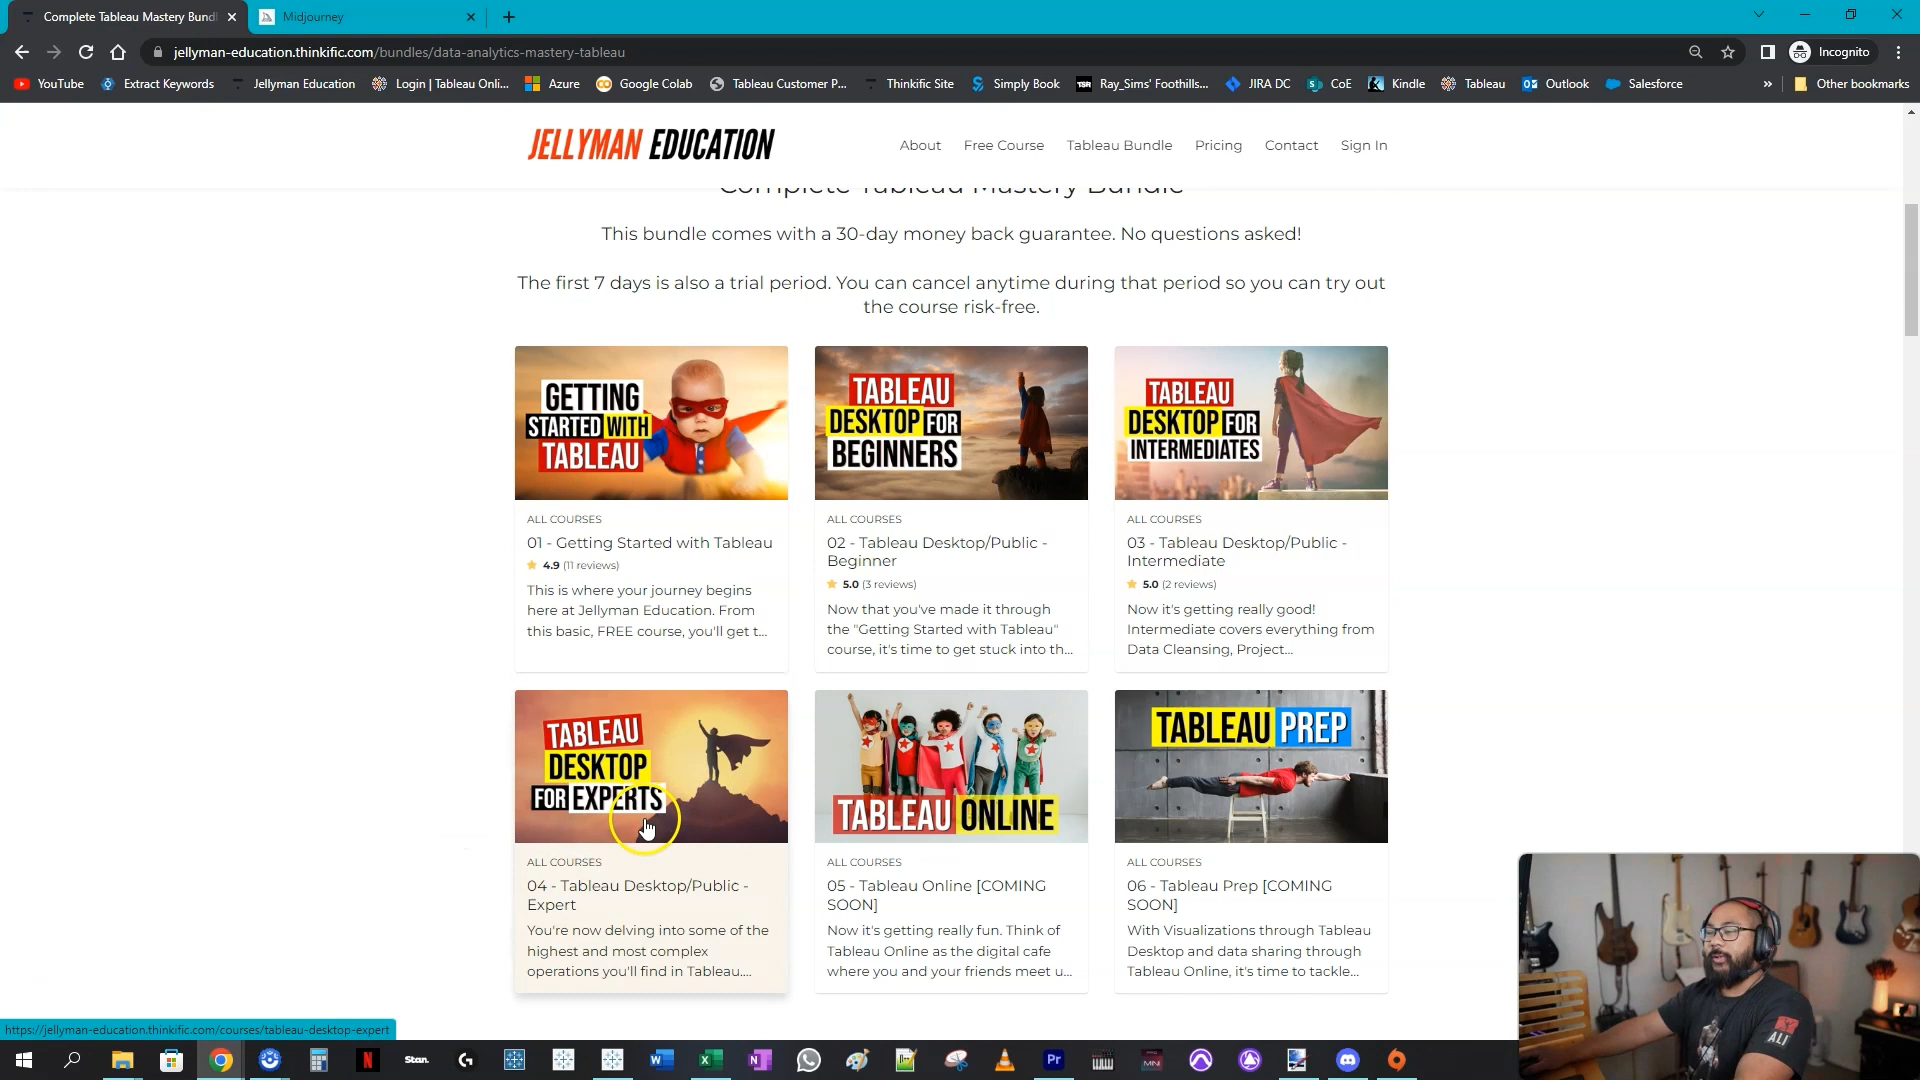 Complete Tableau Mastery Bundl
Midjourney
jellyman-education.thinkific.com/bundles/data-analytics-mastery-tableau
Incognito
YouTube
Extract Keywords
Jellyman Education
Login | Tableau Onli...
Azure
Google Colab
Tableau Customer P...
Thinkific Site
Simply Book
Ray_Sims' Foothills...
JIRA DC
CoE
Kindle
Tableau
Outlook
Salesforce
Other bookmarks
JELLYMAN EDUCATION
About
Free Course
Tableau Bundle
Pricing
Contact
Sign In
Complete Tableau Mastery Bundle
This bundle comes with a 30-day money back guarantee. No questions asked!
The first 7 days is also a trial period. You can cancel anytime during that period so you can try out
the course risk-free.
GETTING
STARTED WITH
TABLEAU
ALL COURSES
01 - Getting Started with Tableau
4.9 (11 reviews)
This is where your journey begins
here at Jellyman Education. From
this basic, FREE course, you'll get t...
TABLEAU
DESKTOP FOR
BEGINNERS
ALL COURSES
02 - Tableau Desktop/Public -
Beginner
5.0 (3 reviews)
Now that you've made it through
the "Getting Started with Tableau"
course, it's time to get stuck into th...
TABLEAU
DESKTOP FOR
INTERMEDIATES
ALL COURSES
03 - Tableau Desktop/Public -
Intermediate
5.0 (2 reviews)
Now it's getting really good!
Intermediate covers everything from
Data Cleansing, Project...
TABLEAU
DESKTOP
FOR EXPERTS
ALL COURSES
04 - Tableau Desktop/Public -
Expert
You're now delving into some of the
highest and most complex
operations you'll find in Tableau....
TABLEAU ONLINE
ALL COURSES
05 - Tableau Online [COMING
SOON]
Now it's getting really fun. Think of
Tableau Online as the digital cafe
where you and your friends meet u...
TABLEAU PREP
ALL COURSES
06 - Tableau Prep [COMING
SOON]
With Visualizations through Tableau
Desktop and data sharing through
Tableau Online, it's time to tackle...
ALI
https://jellyman-education.thinkific.com/courses/tableau-desktop-expert
Stan.
Pr
MN